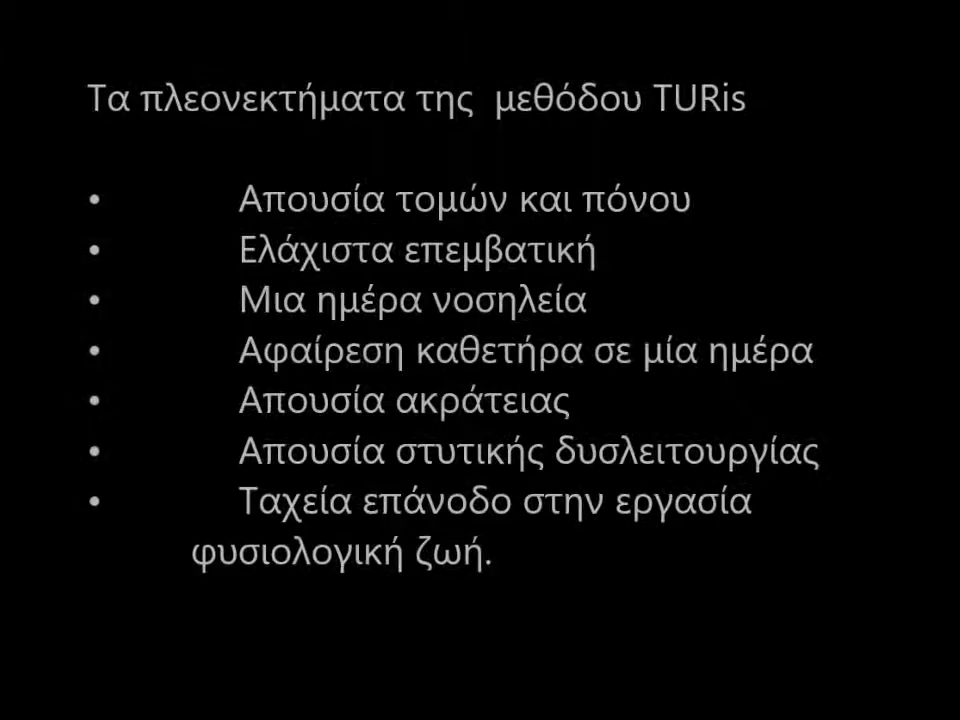 Τα πλεονεκτήματα της μεθόδου TURis
• Απουσία τομών και πόνου
• Ελάχιστα επεμβατική
• Μια ημέρα νοσηλεία
• Αφαίρεση καθετήρα σε μία ημέρα
• Απουσία ακράτειας
• Απουσία στυτικής δυσλειτουργίας
• Ταχεία επάνοδο στην εργασία
φυσιολογική ζωή.